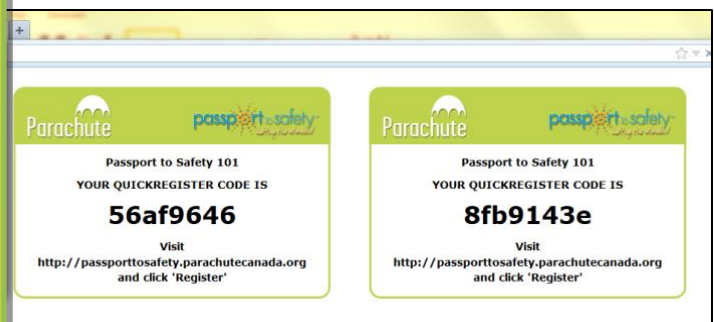 Parachute
passport to safety
Passport to Safety 101
YOUR QUICKREGISTER CODE IS
56af9646
Visit
http://passporttosafety.parachutecanada.org
and click 'Register'
Parachute
passport to safety
Passport to Safety 101
YOUR QUICKREGISTER CODE IS
8fb9143e
Visit
http://passporttosafety.parachutecanada.org
and click 'Register'